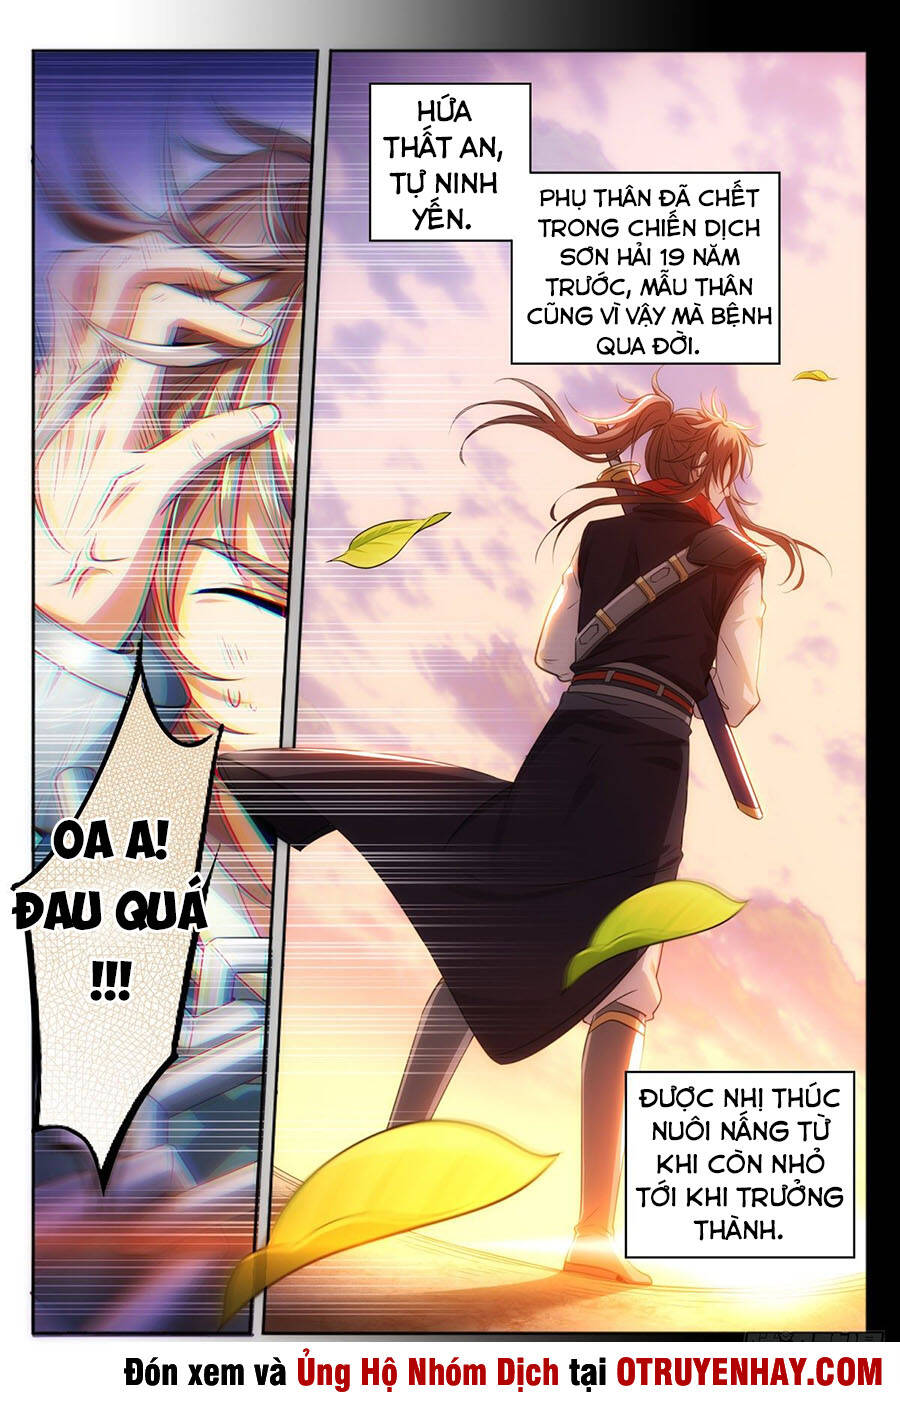 HỨA
THẤT AN,
TỰ NINH
YẾN.
PHỤ THÂN ĐÃ CHẾT
TRONG CHIẾN DỊCH
SƠN HẢI 19 NĂM
TRƯỚC, MẪU THÂN
CŨNG VÌ VẬY MÀ BỆNH
QUA ĐỜI.
OA A!
ĐAU QUÁ
!!!
ĐƯỢC NHỊ THÚC
NUÔI NẤNG TỪ
KHI CÒN NHỎ
TỚI KHI TRƯỞNG
THÀNH.
Đón xem và Ủng Hộ Nhóm Dịch tại OTRUYENHAY.COM